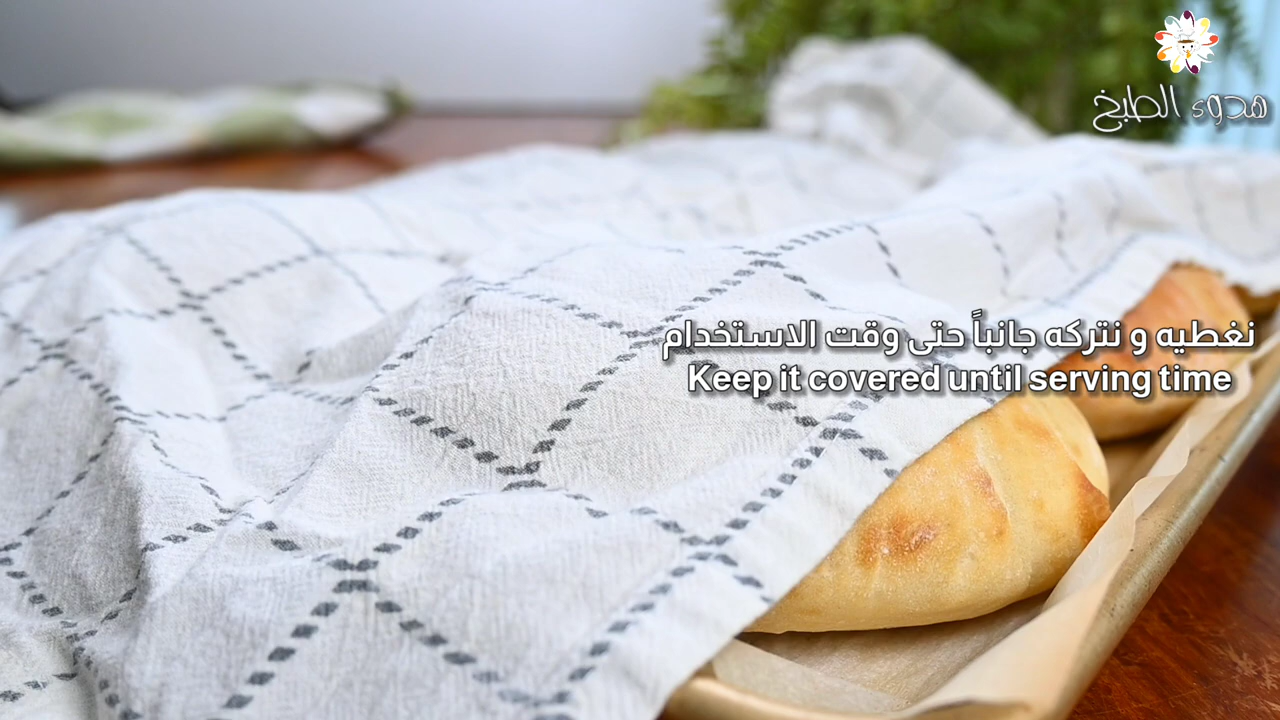 هدوء الطبخ
نغطيه و نتركه جانباً حتى وقت الاستخدام
Keep it covered until serving time